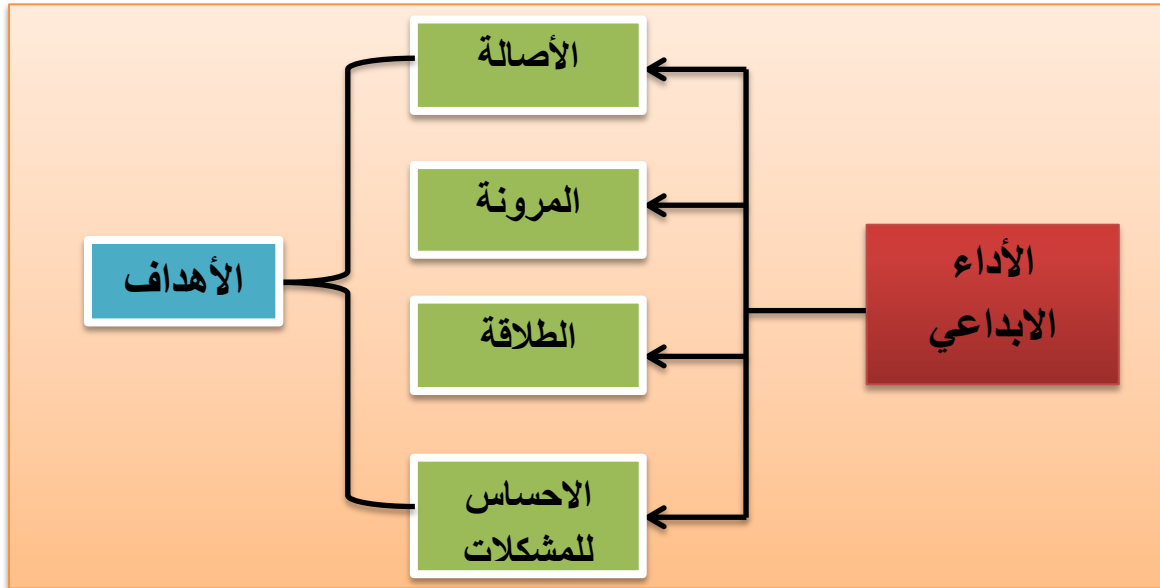 الأداء
الابداعي
الأصالة
المرونة
الطلاقة
الاحساس
للمشكلات
الأهداف